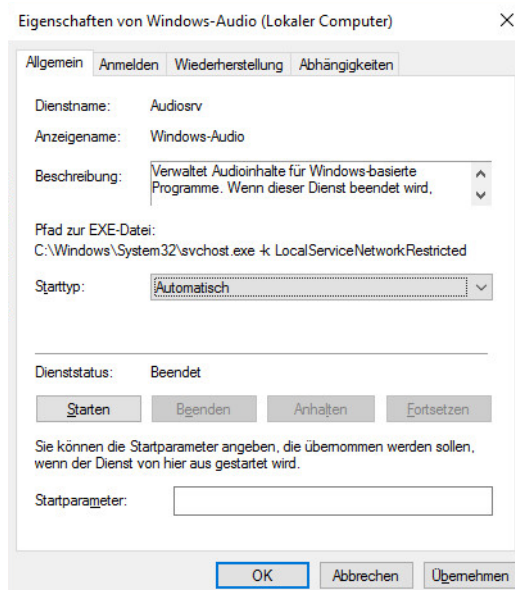 Eigenschaften von Windows-Audio (Lokaler Computer)
Allgemein Anmelden Wiederherstellung Abhängigkeiten
Dienstname: Audiosrv
Anzeigename: Windows-Audio
Beschreibung: Verwaltet Audioinhalte für Windows-basierte
Programme. Wenn dieser Dienst beendet wird,
Pfad zur EXE-Datei:
C:\Windows\System32\svchost.exe -k LocalServiceNetworkRestricted
Starttyp: Automatisch
Dienststatus: Beendet
Starten Beenden Anhalten Fortsetzen
Sie können die Startparameter angeben, die übernommen werden sollen,
wenn der Dienst von hier aus gestartet wird.
Startparameter:
OK Abbrechen Übernehmen